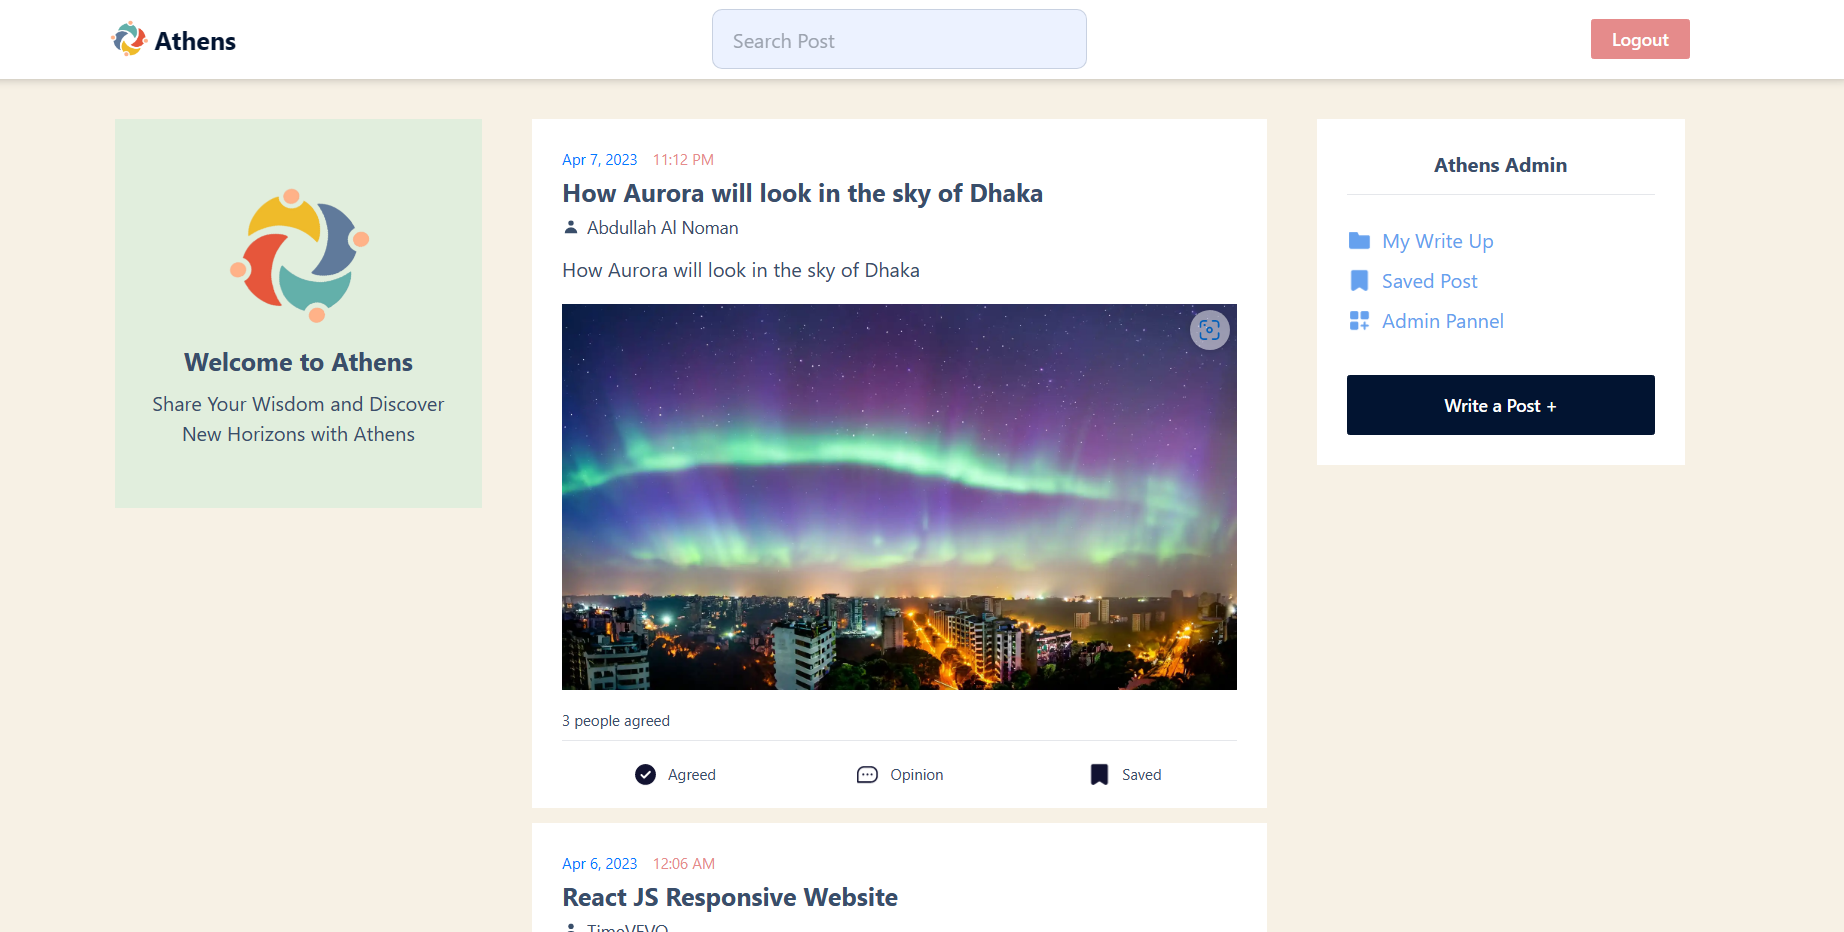 Athens
Search Post
Logout
Welcome to Athens
Share Your Wisdom and Discover
New Horizons with Athens
Apr 7, 2023 11:12 PM
How Aurora will look in the sky of Dhaka
Abdullah Al Noman
How Aurora will look in the sky of Dhaka
3 people agreed
Agreed Opinion Saved
Apr 6, 2023 12:06 AM
React JS Responsive Website
TimeVEVO
Athens Admin
My Write Up
Saved Post
Admin Pannel
Write a Post +